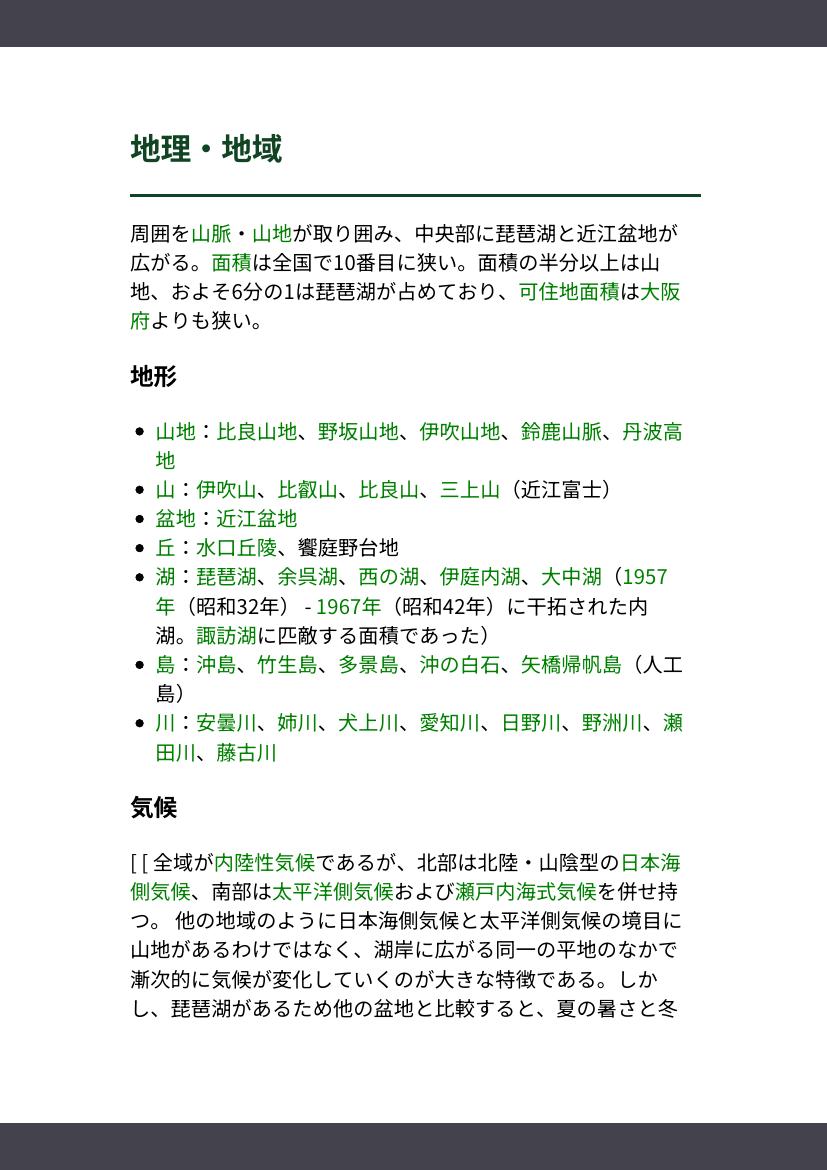 地理・地域
周囲を山脈・山地が取り囲み、中央部に琵琶湖と近江盆地が
広がる。面積は全国で10番目に狭い。面積の半分以上は山
地、およそ6分の1は琵琶湖が占めており、可住地面積は大阪
府よりも狭い。
地形
• 山地：比良山地、野坂山地、伊吹山地、鈴鹿山脈、丹波高
地
• 山：伊吹山、比叡山、比良山、三上山（近江富士）
• 盆地：近江盆地
• 丘：水口丘陵、饗庭野台地
• 湖：琵琶湖、余呉湖、西の湖、伊庭内湖、大中湖（1957
年（昭和32年） - 1967年（昭和42年）に干拓された内
湖。諏訪湖に匹敵する面積であった）
• 島：沖島、竹生島、多景島、沖の白石、矢橋帰帆島（人工
島）
• 川：安曇川、姉川、犬上川、愛知川、日野川、野洲川、瀬
田川、藤古川
気候
[ [ 全域が内陸性気候であるが、北部は北陸・山陰型の日本海
側気候、南部は太平洋側気候および瀬戸内海式気候を併せ持
つ。 他の地域のように日本海側気候と太平洋側気候の境目に
山地があるわけではなく、湖岸に広がる同一の平地のなかで
漸次的に気候が変化していくのが大きな特徴である。しか
し、琵琶湖があるため他の盆地と比較すると、夏の暑さと冬